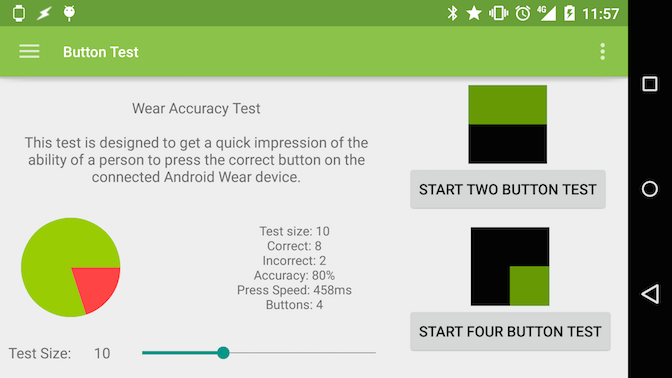 4G 11:57
Button Test
Wear Accuracy Test
This test is designed to get a quick impression of the
ability of a person to press the correct button on the
connected Android Wear device.
START TWO BUTTON TEST
Test size: 10
Correct: 8
Incorrect: 2
Accuracy: 80%
Press Speed: 458ms
Buttons: 4
START FOUR BUTTON TEST
Test Size: 10